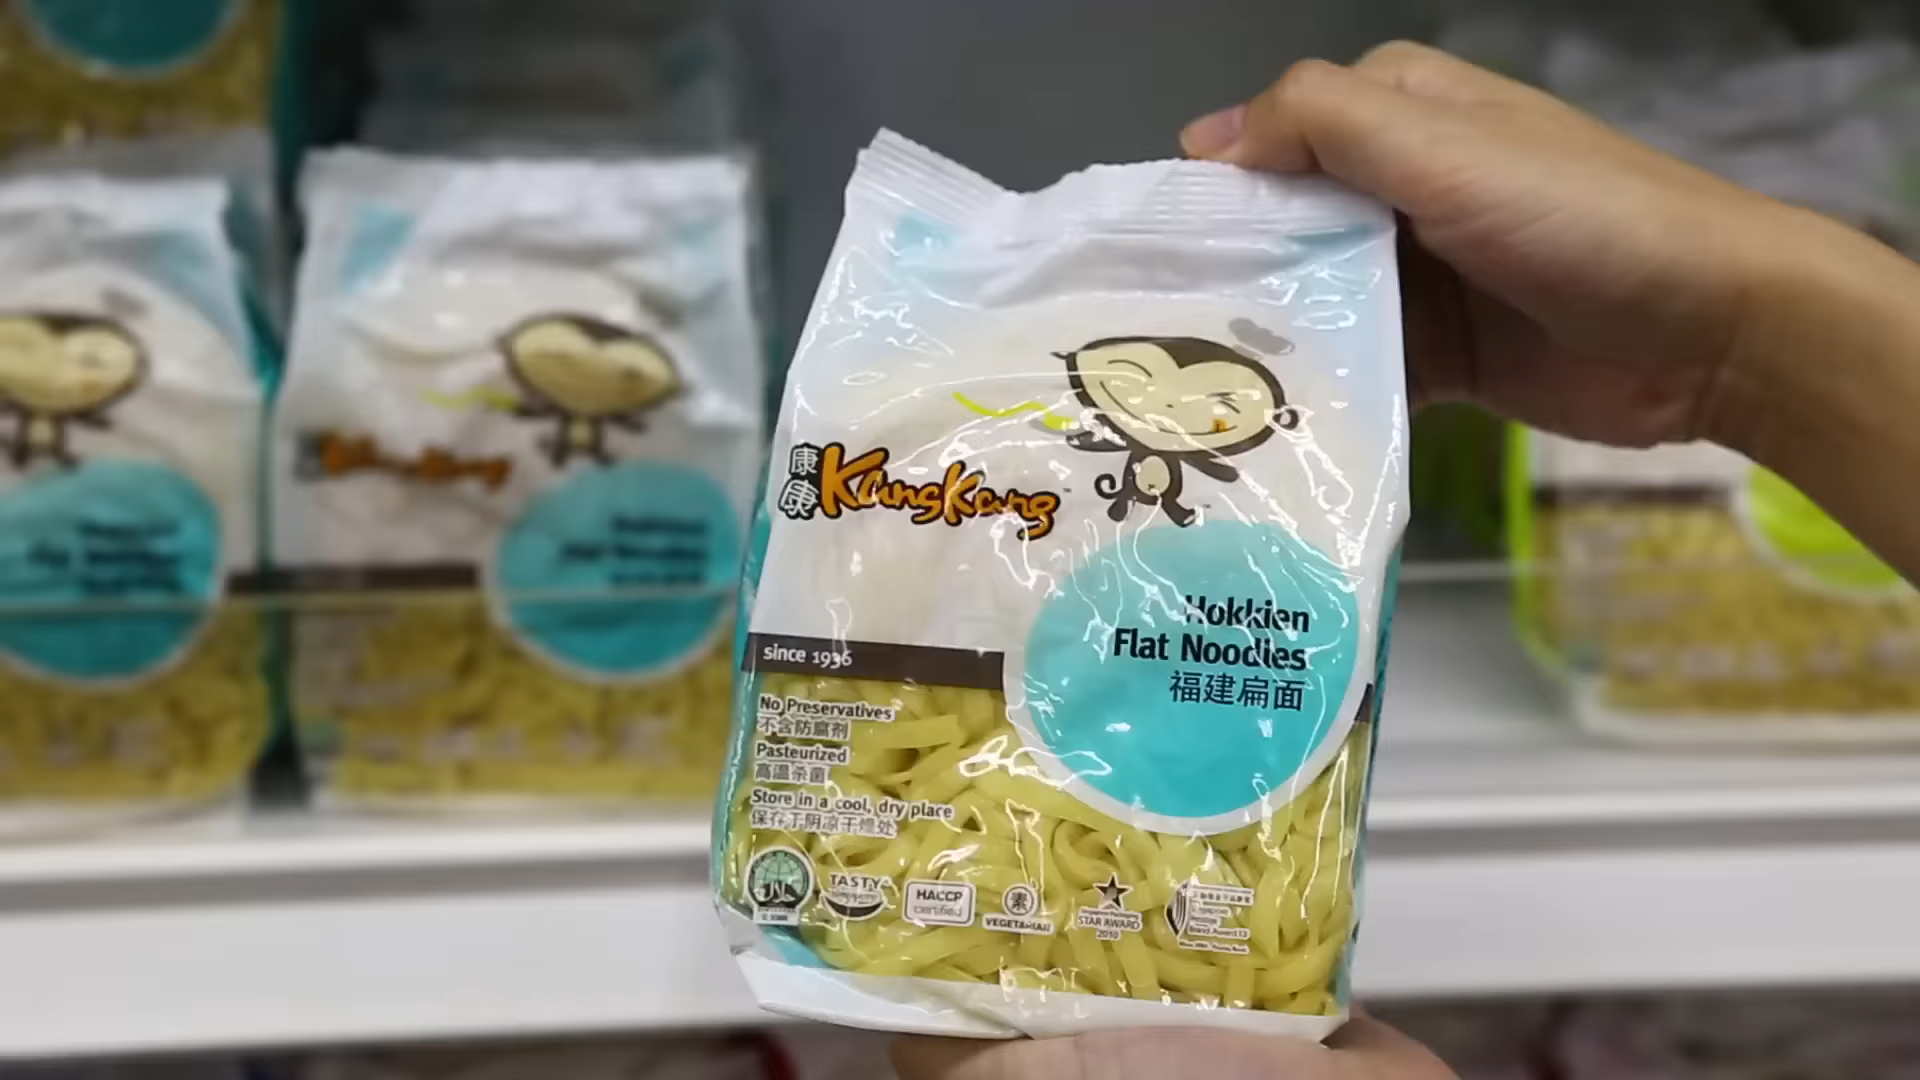 康康 KangKang
Hokkien
Flat Noodles
福建扁面
since 1936
No Preservatives
不含防腐剂
Pasteurized
高温杀菌
Store in a cool, dry place
保存于阴凉干燥处
TASTY
HACCP
certified
素
VEGETARIAN
STAR AWARD
2010